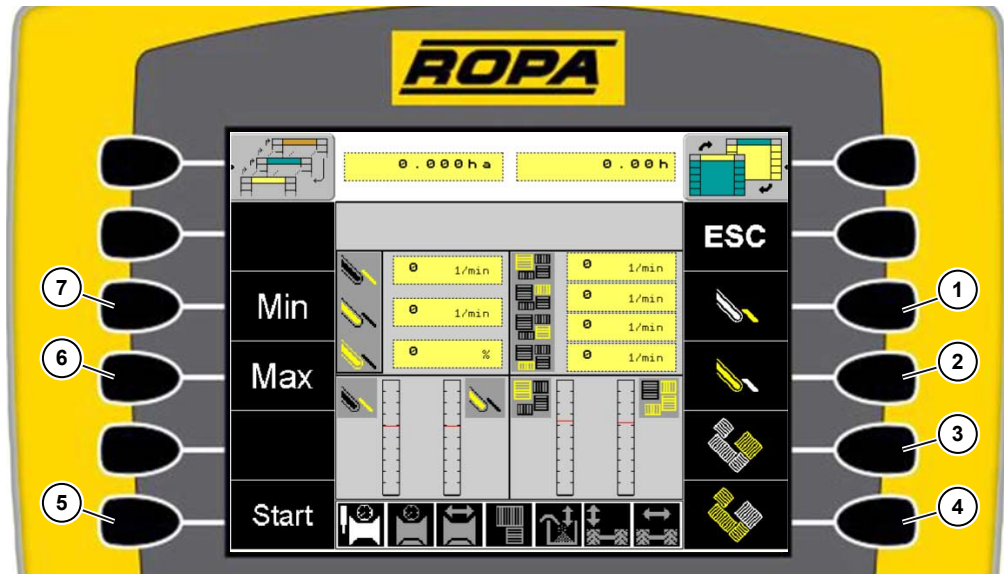 ROPA
0.000ha 0.00h
ESC
0 1/min
0 1/min
0 %
0 1/min
0 1/min
0 1/min
0 1/min
Min
Max
Start
7
6
5
1
2
3
4